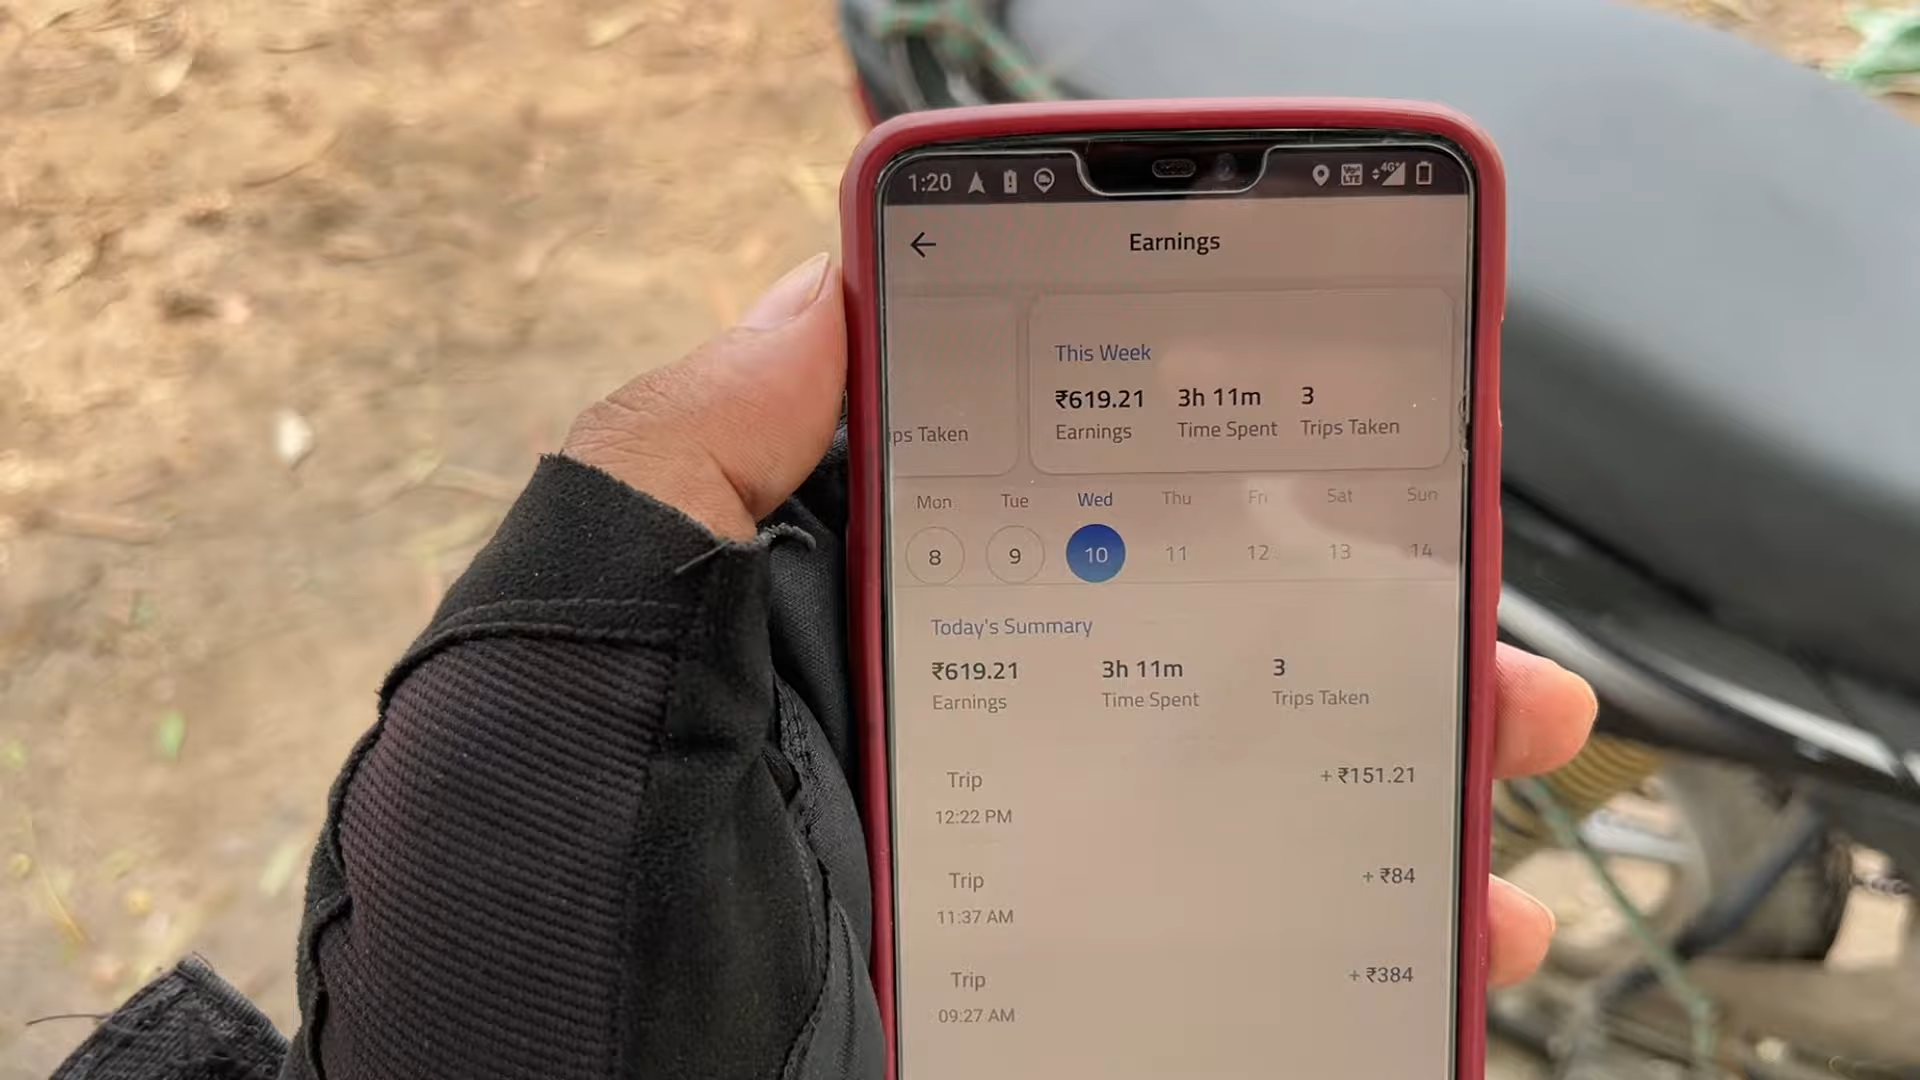 1:20 VoLTE 4G+
Earnings
ps Taken
This Week
₹619.21 3h 11m 3
Earnings Time Spent Trips Taken
Mon Tue Wed Thu Fri Sat Sun
8 9 10 11 12 13 14
Today's Summary
₹619.21 3h 11m 3
Earnings Time Spent Trips Taken
Trip + ₹151.21
12:22 PM
Trip + ₹84
11:37 AM
Trip + ₹384
09:27 AM